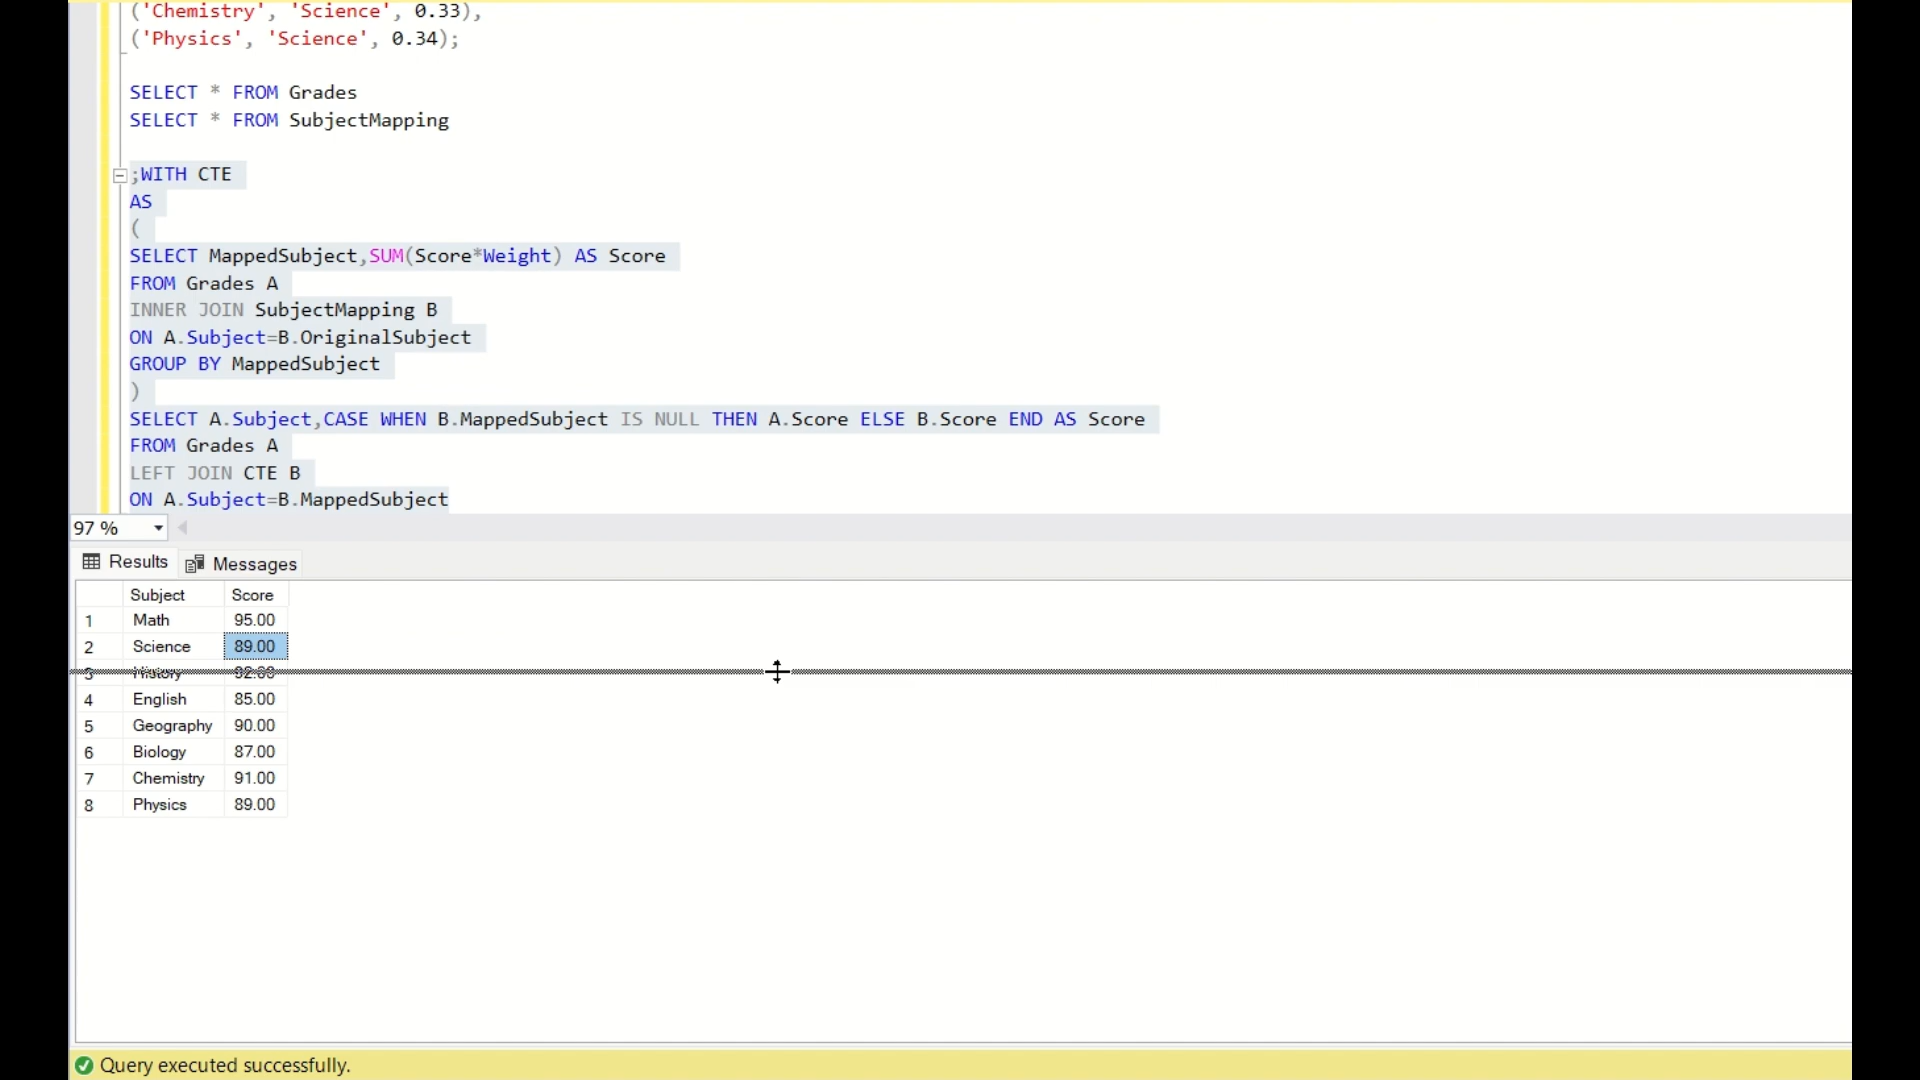 ('Chemistry', 'Science', 0.33),
('Physics', 'Science', 0.34);
SELECT * FROM Grades
SELECT * FROM SubjectMapping
;WITH CTE
AS
(
SELECT MappedSubject,SUM(Score*Weight) AS Score
FROM Grades A
INNER JOIN SubjectMapping B
ON A.Subject=B.OriginalSubject
GROUP BY MappedSubject
)
SELECT A.Subject,CASE WHEN B.MappedSubject IS NULL THEN A.Score ELSE B.Score END AS Score
FROM Grades A
LEFT JOIN CTE B
ON A.Subject=B.MappedSubject
97 %
Results Messages
Subject Score
1 Math 95.00
2 Science 89.00
3 History 92.00
4 English 85.00
5 Geography 90.00
6 Biology 87.00
7 Chemistry 91.00
8 Physics 89.00
Query executed successfully.